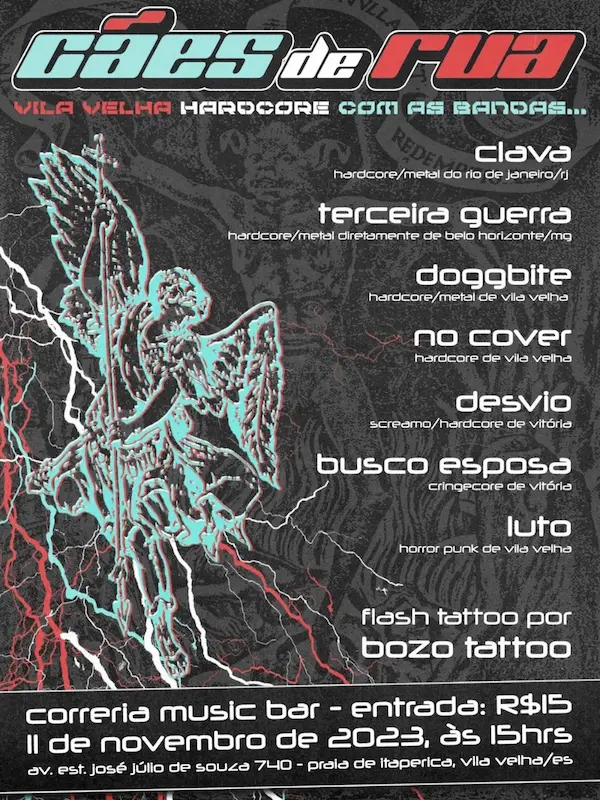 cães de rua
VILA VELHA HARDCORE COM AS BANDAS...
REDEMP
clava
hardcore/metal do rio de janeiro/rj
terceira guerra
hardcore/metal diretamente de belo horizonte/mg
doggbite
hardcore/metal de vila velha
no cover
hardcore de vila velha
desvio
screamo/hardcore de vitória
busco esposa
cringecore de vitória
luto
horror punk de vila velha
flash tattoo por
bozo tattoo
correria music bar - entrada: R$15
11 de novembro de 2023, às 15hrs
av. est. josé júlio de souza 740 - praia de itaperica, vila velha/es